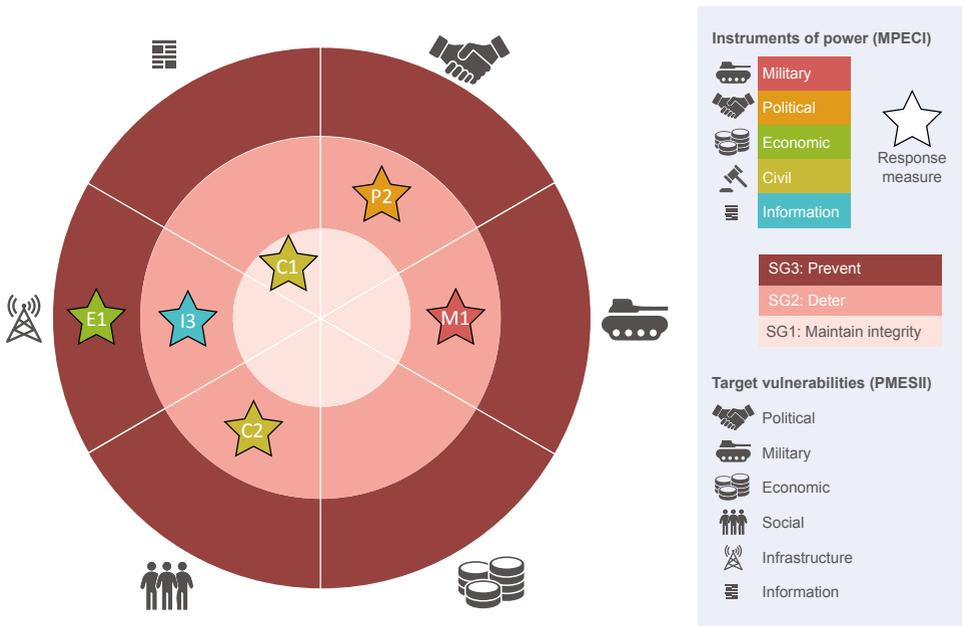 P2
C1
E1
I3
M1
C2
Instruments of power (MPECI)
Military
Political
Economic
Civil
Information
Response
measure
SG3: Prevent
SG2: Deter
SG1: Maintain integrity
Target vulnerabilities (PMESII)
Political
Military
Economic
Social
Infrastructure
Information